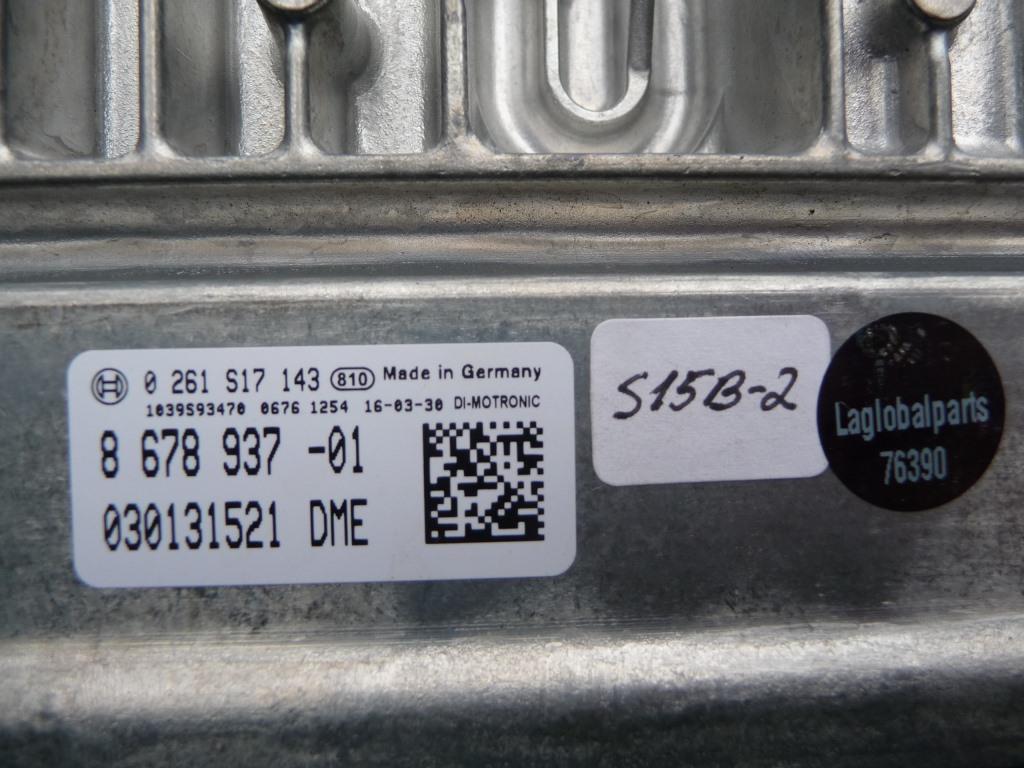 0 261 S17 143 810 Made in Germany
1039S93470 0676 1254 16-03-30 DI-MOTRONIC
8 678 937 -01
030131521 DME
S15B-2
Laglobalparts
76390